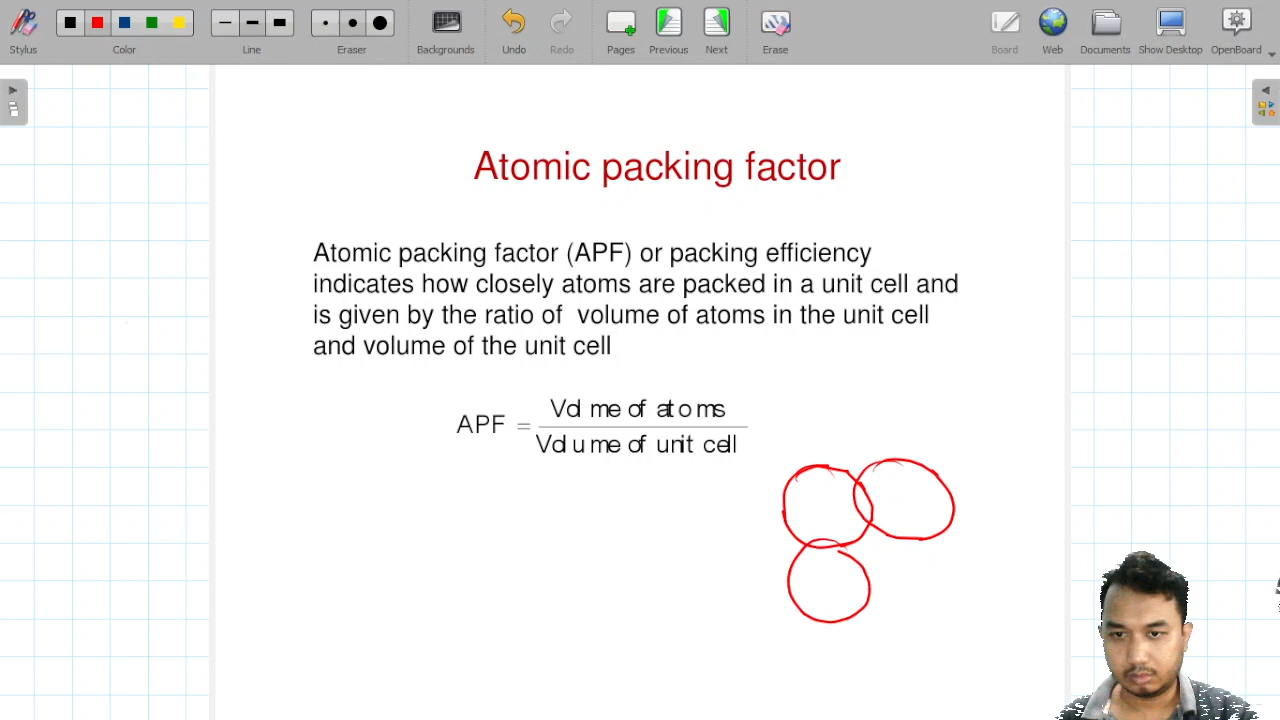 Stylus
Color
Line
Eraser
Backgrounds
Undo
Redo
Pages
Previous
Next
Erase
Board
Web
Documents
Show Desktop
OpenBoard
Atomic packing factor
Atomic packing factor (APF) or packing efficiency
indicates how closely atoms are packed in a unit cell and
is given by the ratio of volume of atoms in the unit cell
and volume of the unit cell
APF = Vol me of atoms
Volume of unit cell